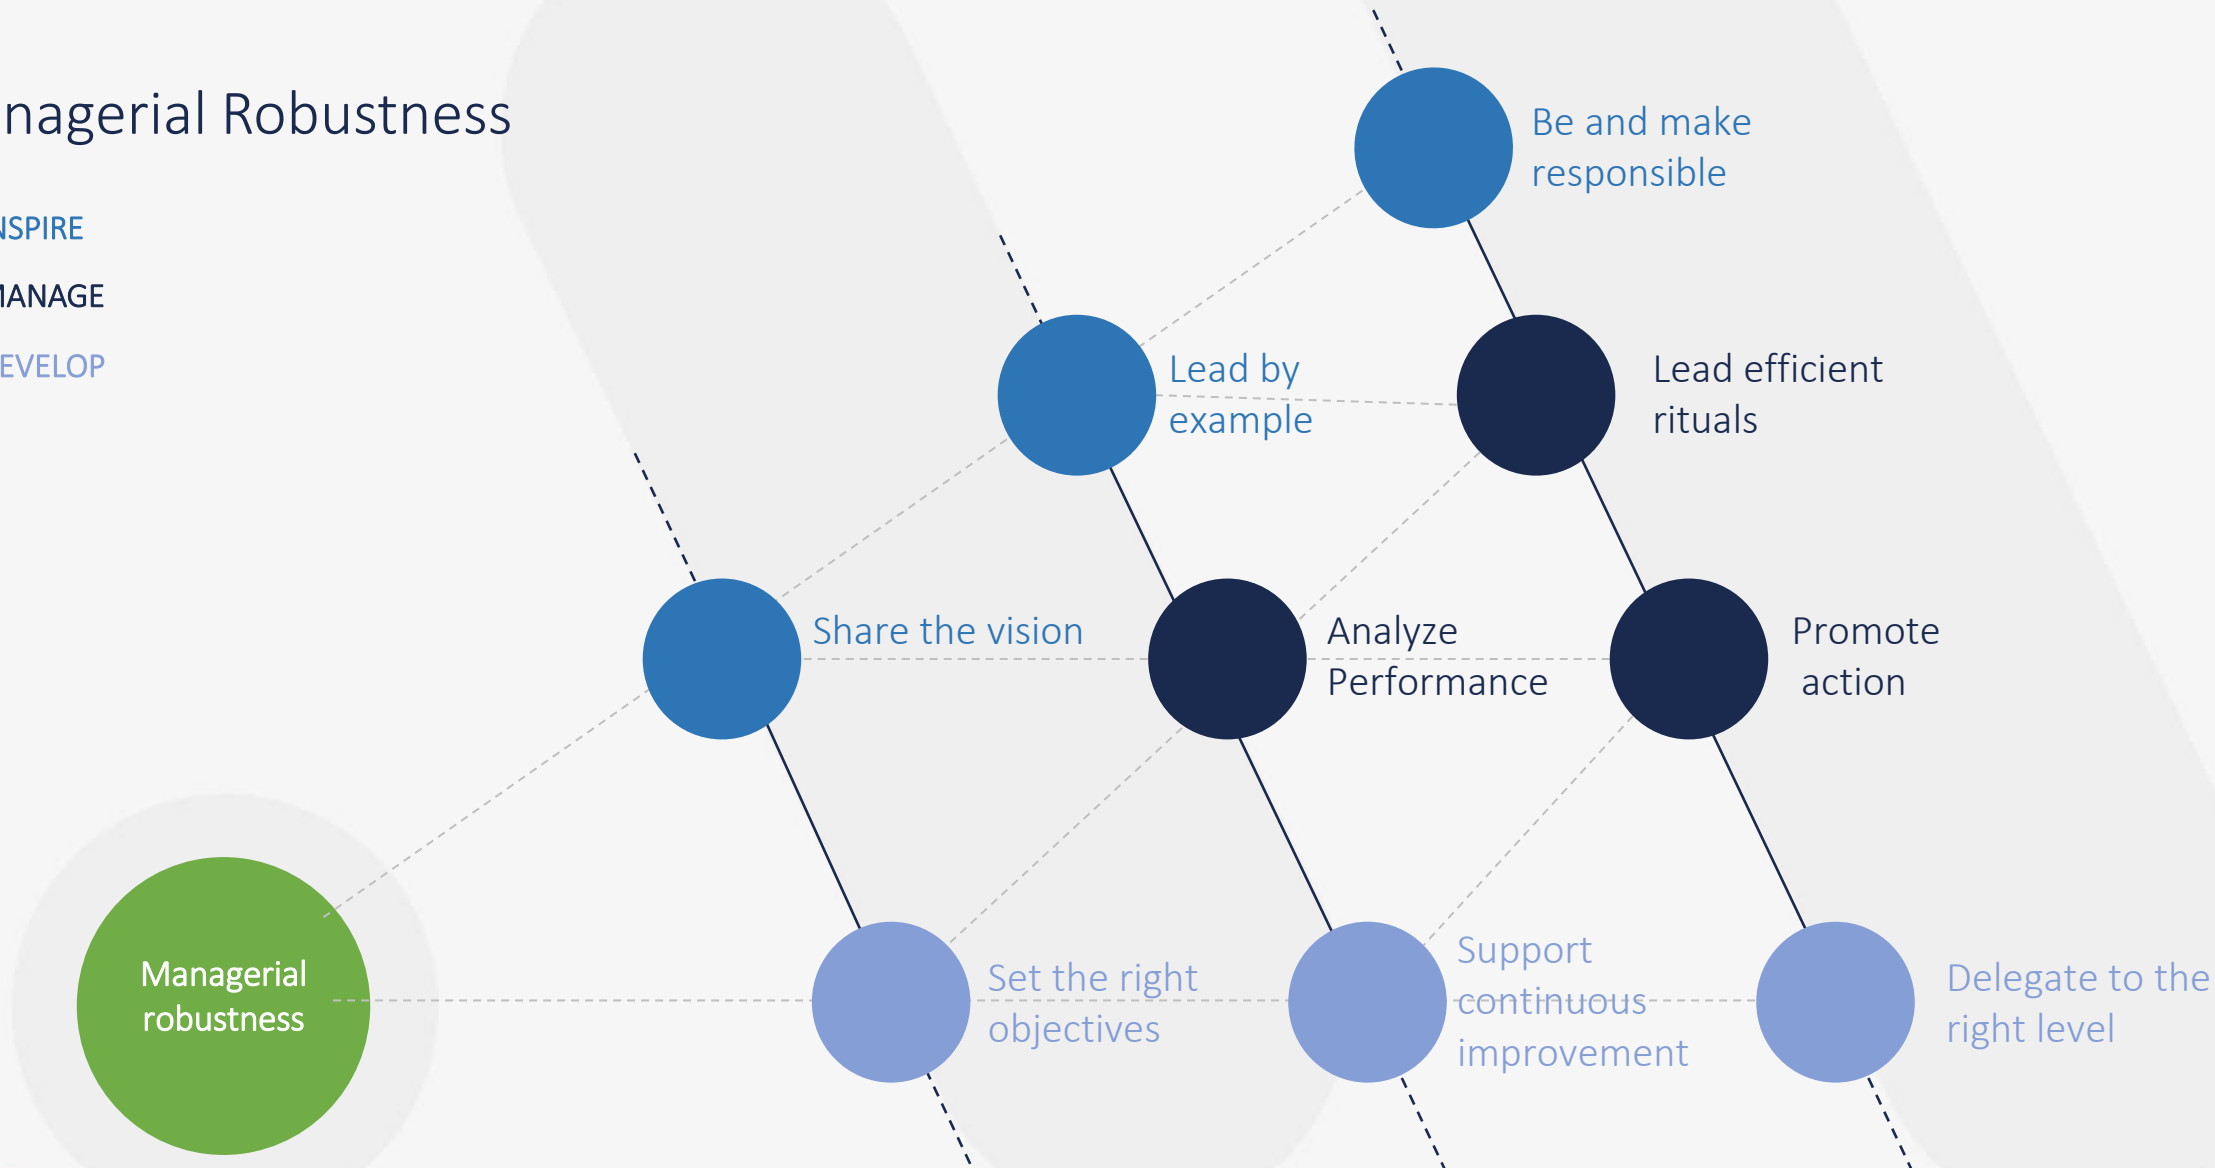 nagerial Robustness
NSPIRE
MANAGE
EVELOP
Be and make
responsible
Lead by
example
Lead efficient
rituals
Share the vision
Analyze
Performance
Promote
action
Managerial
robustness
Set the right
objectives
Support
continuous
improvement
Delegate to the
right level